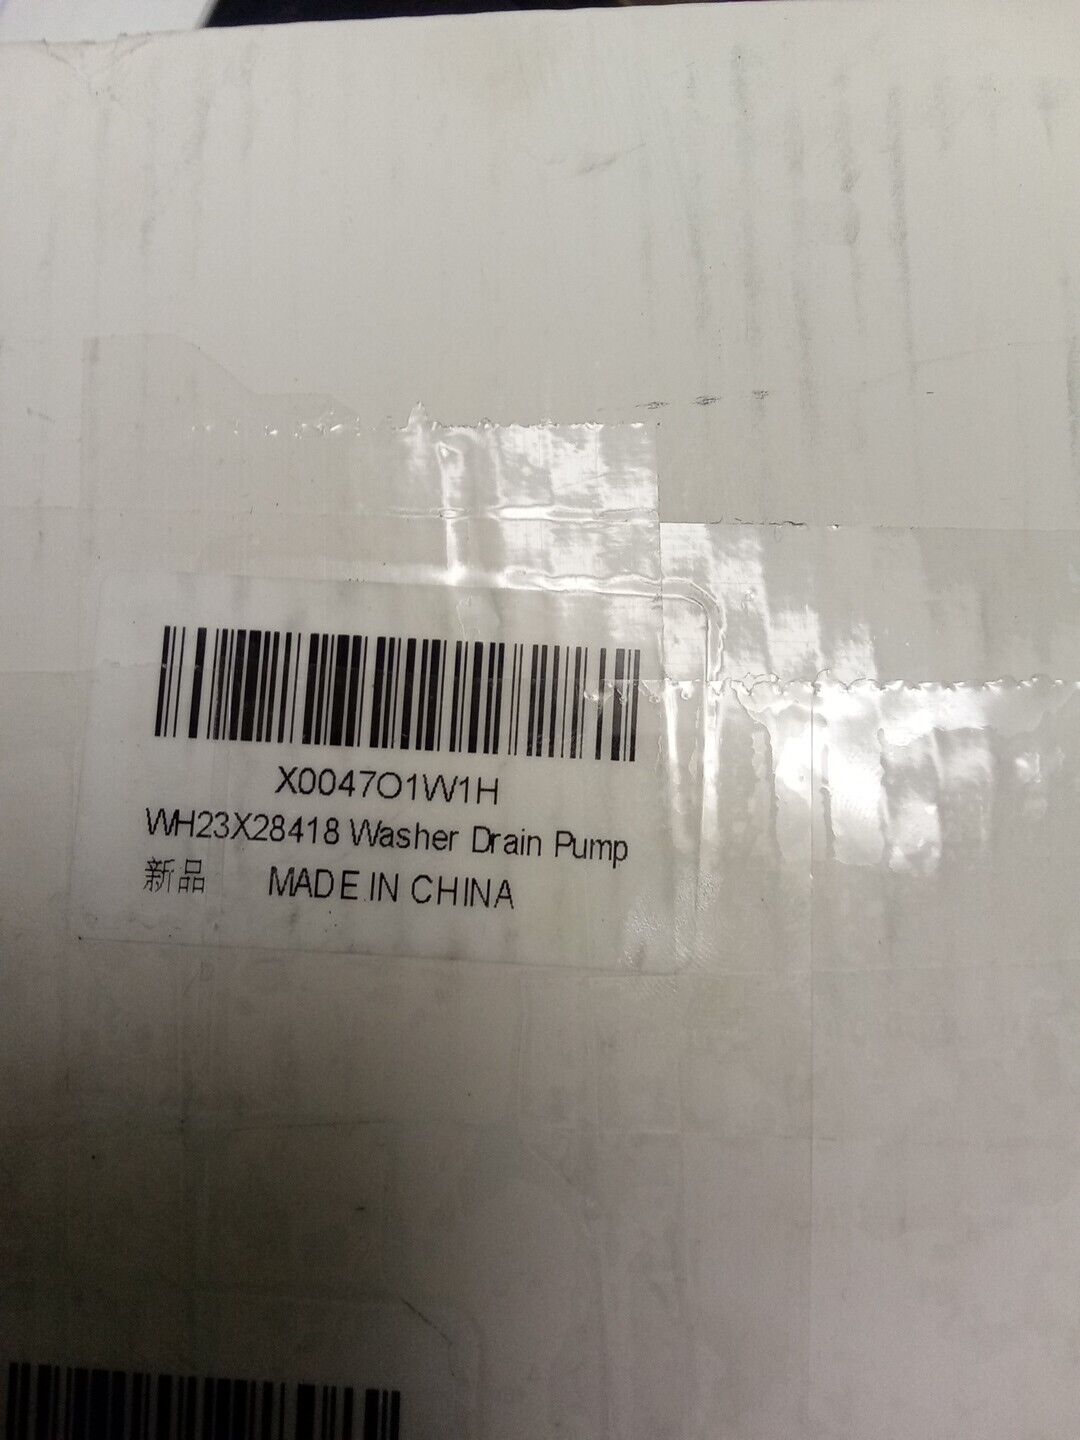 X0047O1W1H
WH23X28418 Washer Drain Pump
新品 MADE IN CHINA